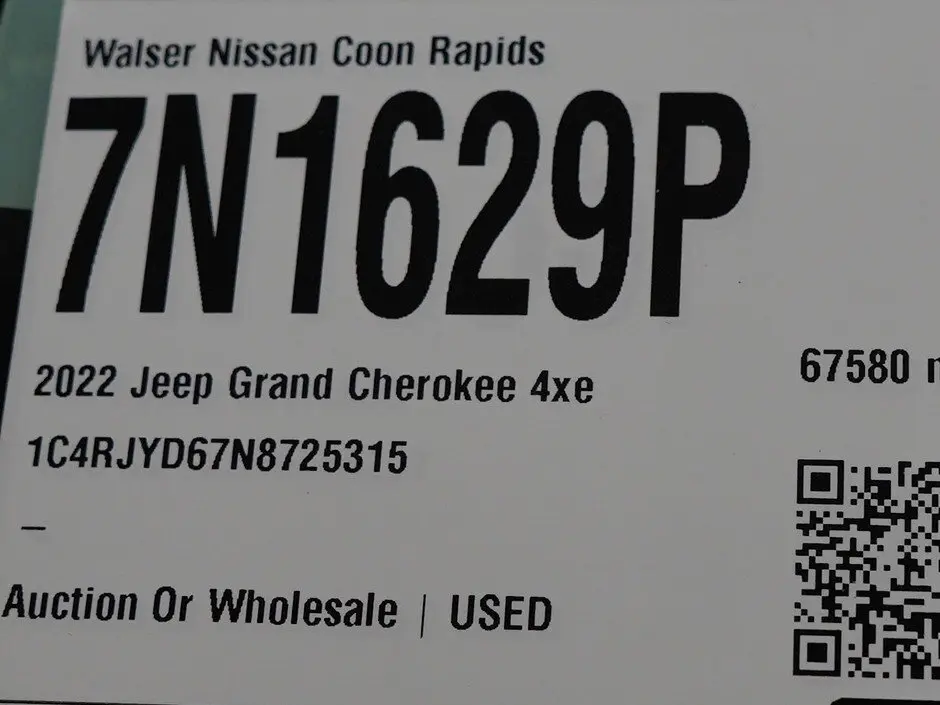 Walser Nissan Coon Rapids
7N1629P
2022 Jeep Grand Cherokee 4xe
67580
1C4RJYD67N8725315
–
Auction Or Wholesale | USED